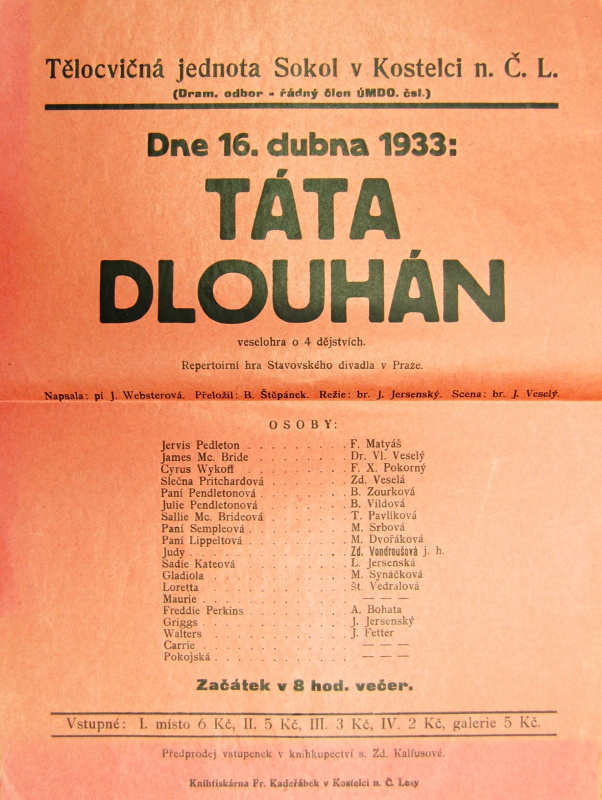 Tělocvičná jednota Sokol v Kostelci n. Č. L.
(Dram. odbor - řádný člen ÚMDO. čsl.)
Dne 16. dubna 1933:
TÁTA
DLOUHÁN
veselohra o 4 dějstvích.
Repertoirní hra Stavovského divadla v Praze.
Napsala: pí J. Websterová. Přeložil: B. Štěpánek. Režie: br. J. Jersenský. Scena: br. J. Veselý.
OSOBY:
Jervis Pedleton . . . . . . . . . F. Matyáš
James Mc. Bride . . . . . . . . Dr. Vl. Veselý
Cyrus Wykoff . . . . . . . . . F. X. Pokorný
Slečna Pritchardová . . . . . . . Zd. Veselá
Paní Pendletonová . . . . . . . B. Zourková
Julie Pendletonová . . . . . . . B. Vildová
Sallie Mc. Brideová . . . . . . . T. Pavlíková
Paní Sempleová . . . . . . . . M. Srbová
Paní Lippeltová . . . . . . . . M. Dvořáková
Judy . . . . . . . . . . . . Zd. Vondroušová j. h.
Sadie Kateová . . . . . . . . . L. Jersenská
Gladiola . . . . . . . . . . . M. Synáčková
Loretta . . . . . . . . . . . Št. Vedralová
Maurie . . . . . . . . . . . — — —
Freddie Perkins . . . . . . . . A. Bohata
Griggs . . . . . . . . . . . J. Jersenský
Walters . . . . . . . . . . . J. Fetter
Carrie . . . . . . . . . . . — — —
Pokojská . . . . . . . . . . . — — —
Začátek v 8 hod. večer.
Vstupné: I. místo 6 Kč, II. 5 Kč, III. 3 Kč, IV. 2 Kč, galerie 5 Kč.
Předprodej vstupenek v knihkupectví s. Zd. Kalfusové.
Knihtiskárna Fr. Kadeřábek v Kostelci n. Č. Lesy